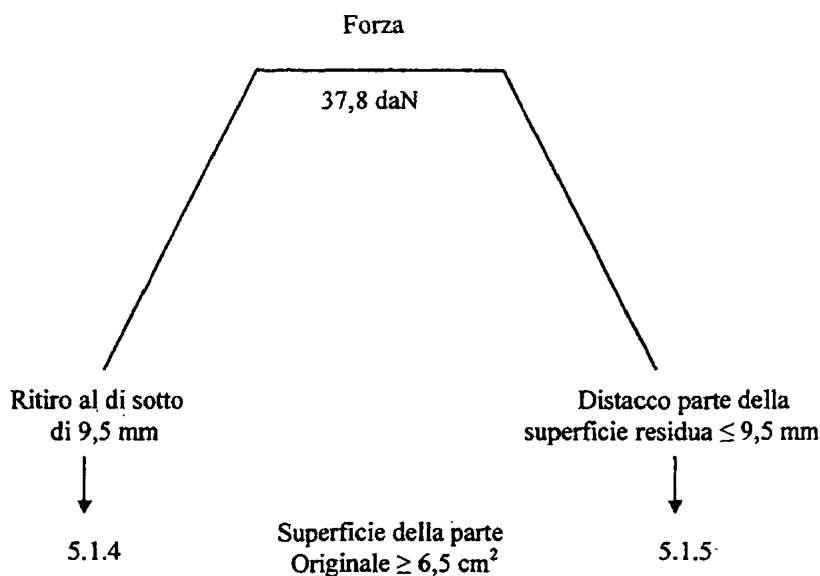 Forza
37,8 daN
Ritiro al di sotto
di 9,5 mm
Distacco parte della
superficie residua ≤ 9,5 mm
5.1.4
Superficie della parte
Originale ≥ 6,5 cm²
5.1.5